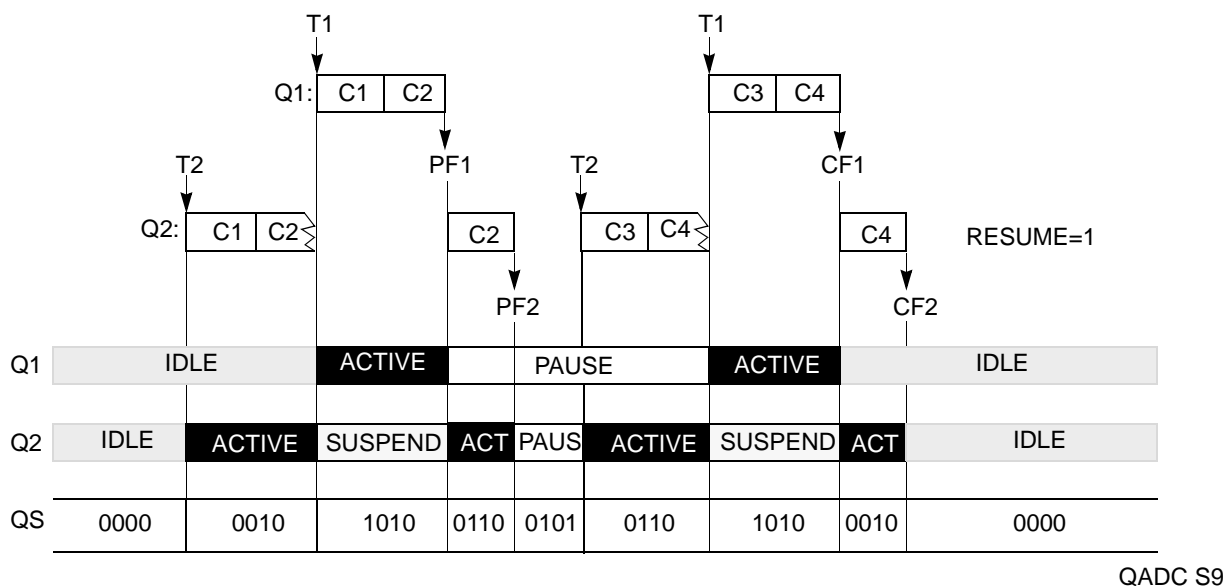 T1 T1
Q1: C1 C2 C3 C4
T2 PF1 T2 CF1
Q2: C1 C2 C2 C3 C4 C4 RESUME=1
PF2 CF2
Q1 IDLE ACTIVE PAUSE ACTIVE IDLE
Q2 IDLE ACTIVE SUSPEND ACT PAUS ACTIVE SUSPEND ACT IDLE
QS 0000 0010 1010 0110 0101 0110 1010 0010 0000
QADC S9